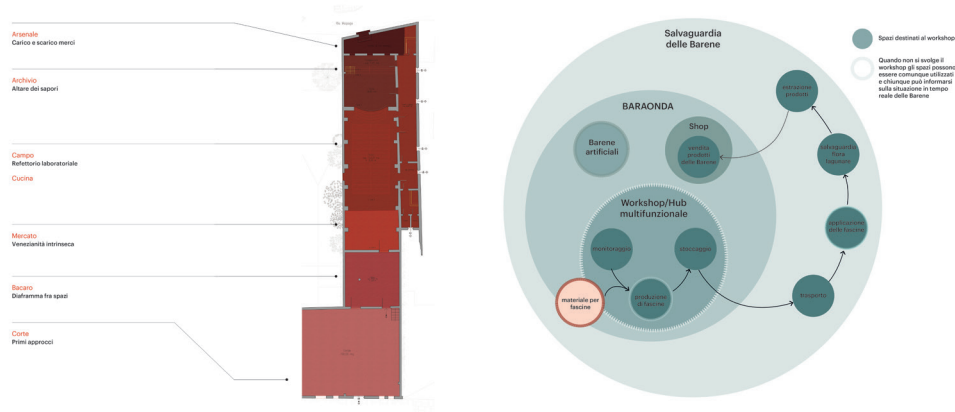 Arsenale
Carico e scarico merci
Archivio
Altare dei sapori
Campo
Refettorio laboratoriale
Cucina
Mercato
Venezianità intrinseca
Bacaro
Diaframma fra spazi
Corte
Primi approcci
Salvaguardia
delle Barene
BARAONDA
Barene
artificiali
Shop
vendita
prodotti
delle Barene
Workshop/Hub
multifunzionale
monitoraggio
stoccaggio
produzione
di fascine
materiale per
fascine
trasporto
applicazione
delle fascine
salvaguardia
flora
lagunare
estrazione
prodotti
Spazi destinati al workshop
Quando non si svolge il
workshop gli spazi possono
essere comunque utilizzati
e chiunque può informarsi
sulla situazione in tempo
reale delle Barene